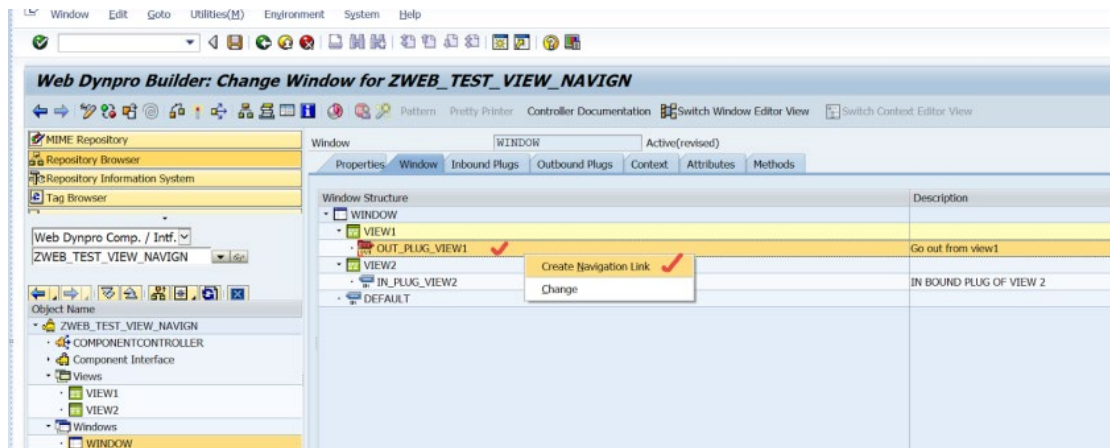 Window Edit Goto Utilities(M) Environment System Help
Web Dynpro Builder: Change Window for ZWEB_TEST_VIEW_NAVIGN
Pattern Pretty Printer Controller Documentation Switch Window Editor View Switch Context Editor View
MIME Repository
Repository Browser
Repository Information System
Tag Browser
Web Dynpro Comp. / Intf.
ZWEB_TEST_VIEW_NAVIGN
Object Name
ZWEB_TEST_VIEW_NAVIGN
COMPONENTCONTROLLER
Component Interface
Views
VIEW1
VIEW2
Windows
WINDOW
Window WINDOW Active(revised)
Properties Window Inbound Plugs Outbound Plugs Context Attributes Methods
Window Structure Description
WINDOW
VIEW1
OUT_PLUG_VIEW1 Go out from view1
VIEW2
IN_PLUG_VIEW2 IN BOUND PLUG OF VIEW 2
DEFAULT
Create Navigation Link
Change